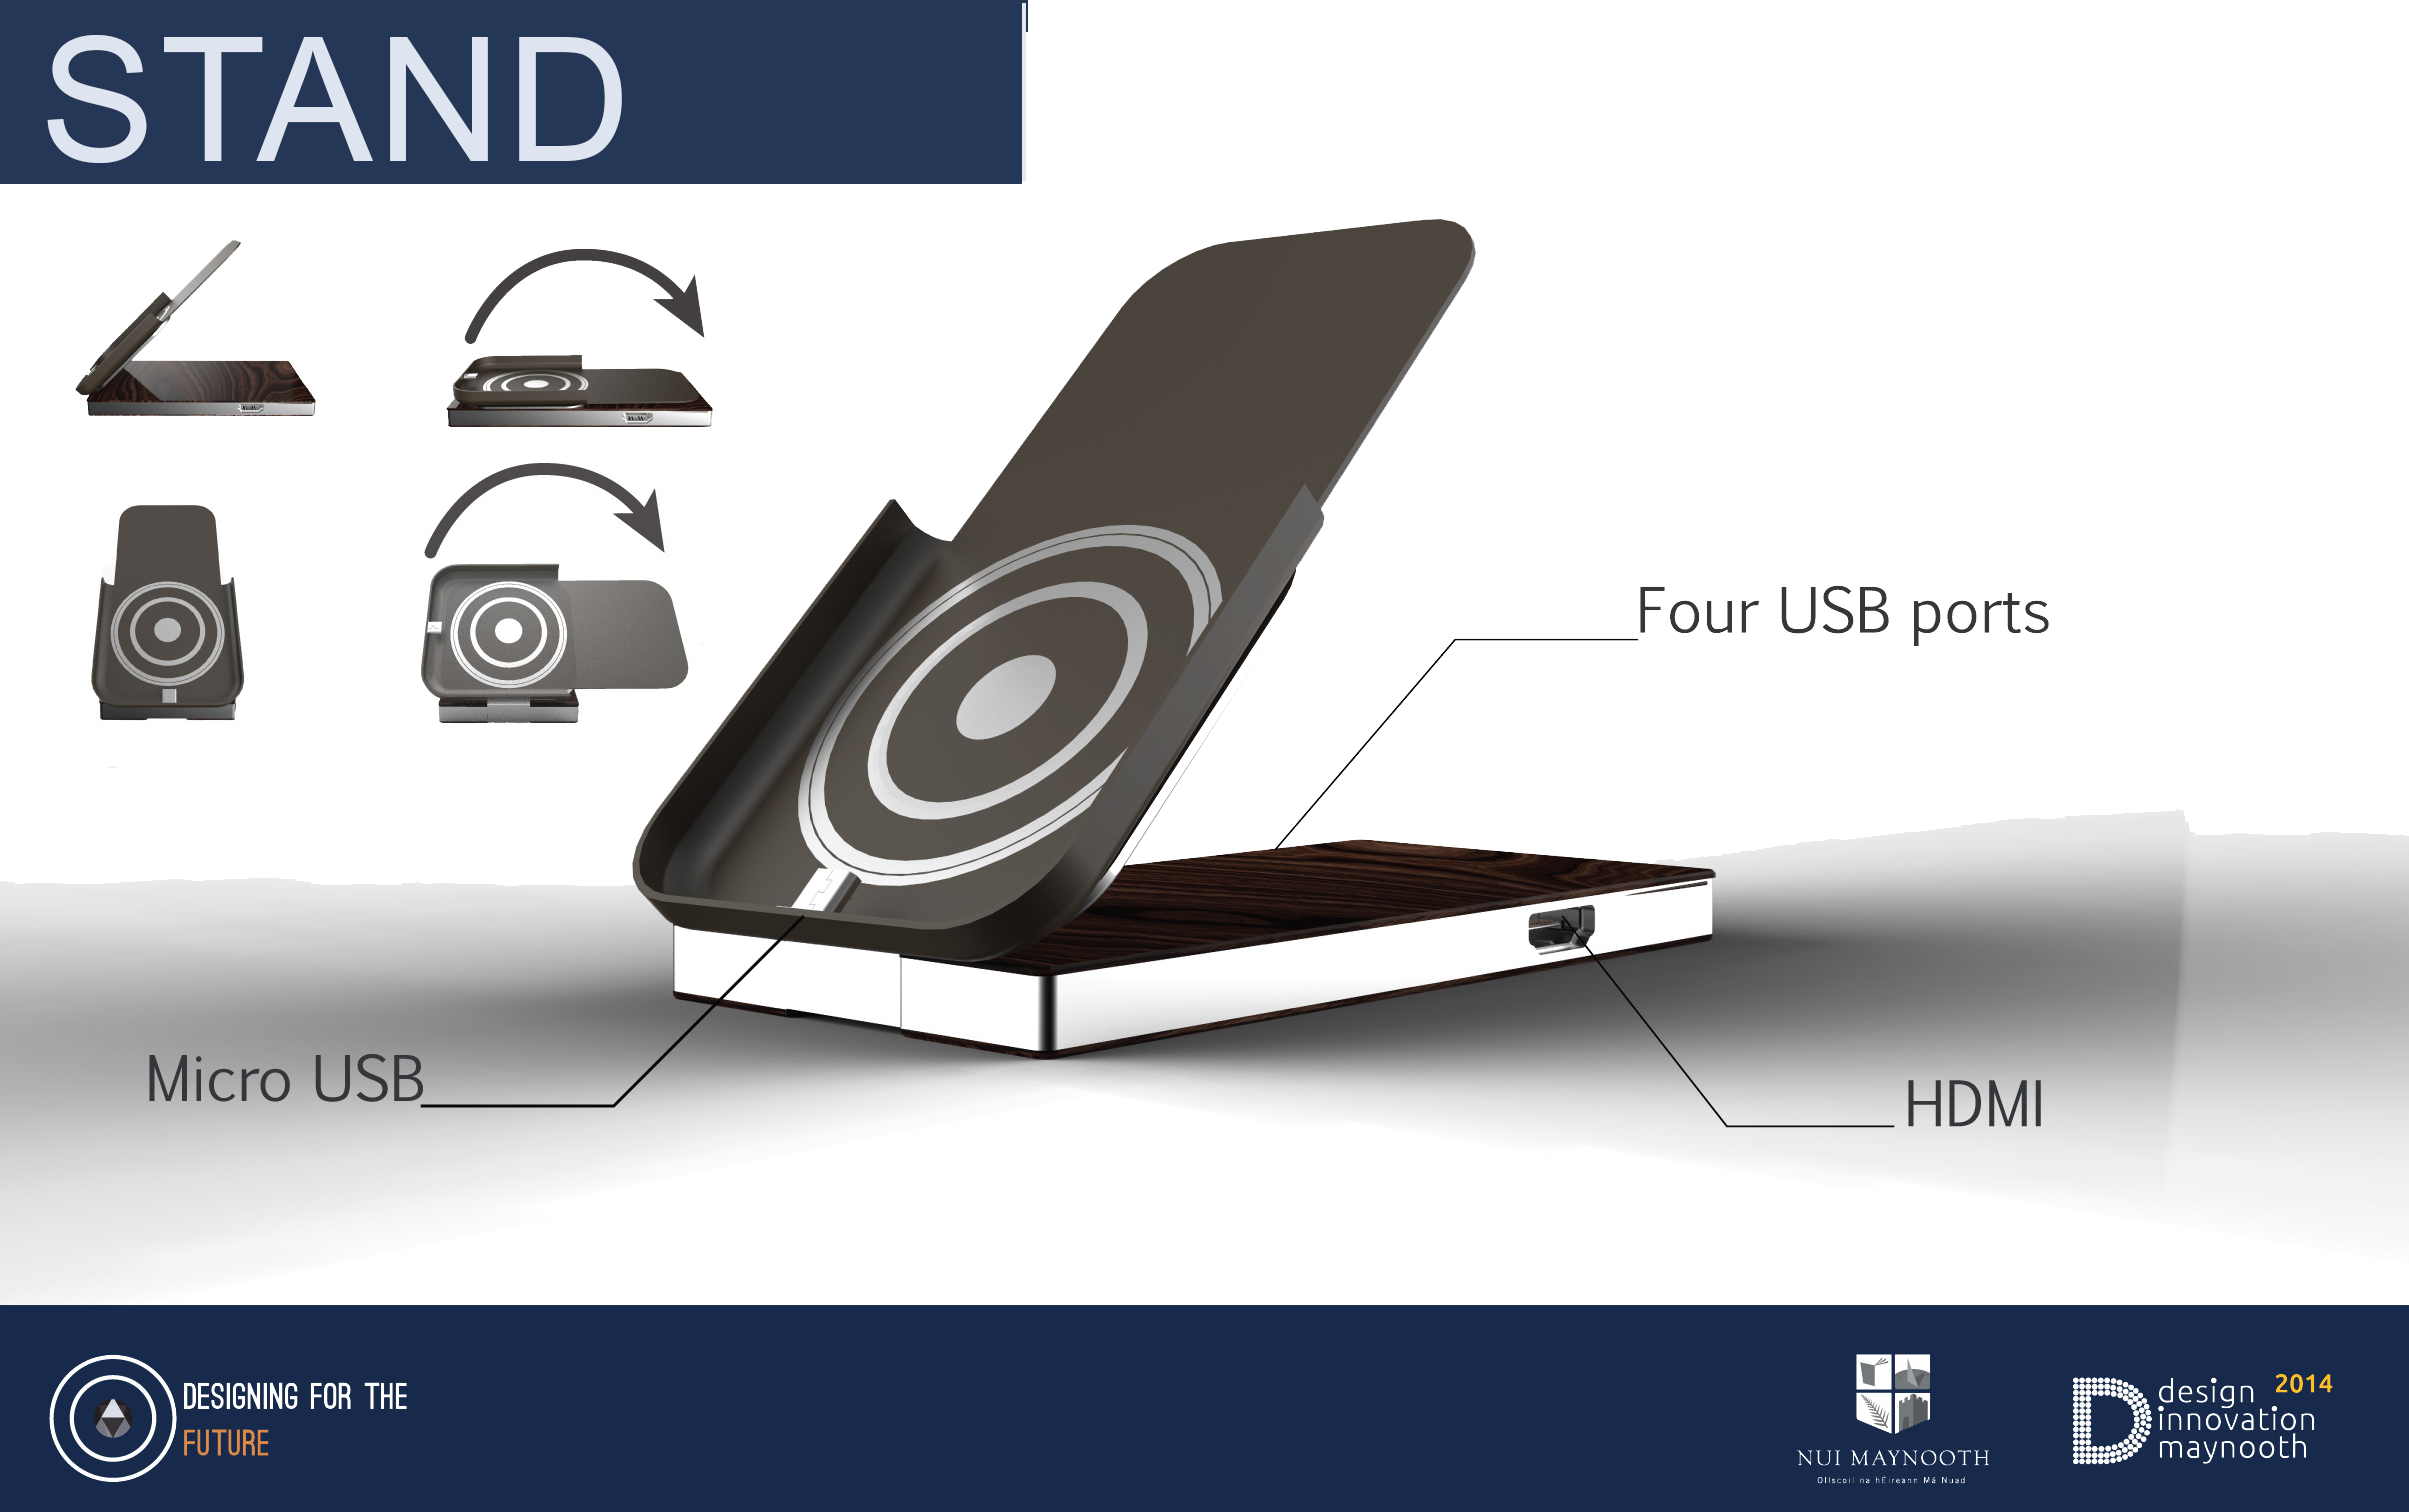 STAND
Four USB ports
Micro USB
HDMI
DESIGNING FOR THE
FUTURE
NUI MAYNOOTH
Ollscoil na hÉireann Má Nuad
design 2014
innovation
maynooth